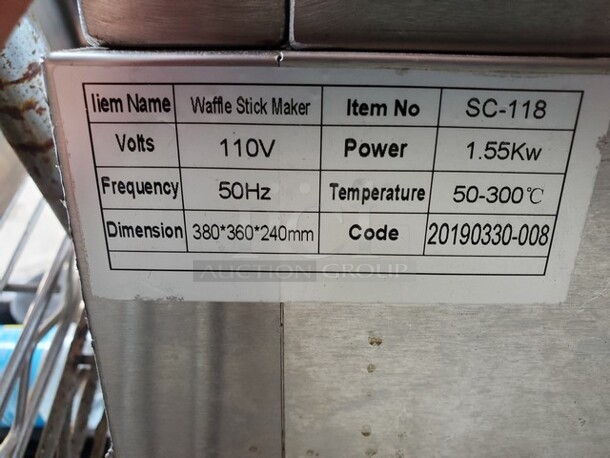 Iiem Name Waffle Stick Maker Item No SC-118
Volts 110V Power 1.55Kw
Frequency 50Hz Temperature 50-300℃
Dimension 380*360*240mm Code 20190330-008
AUCTION GROUP